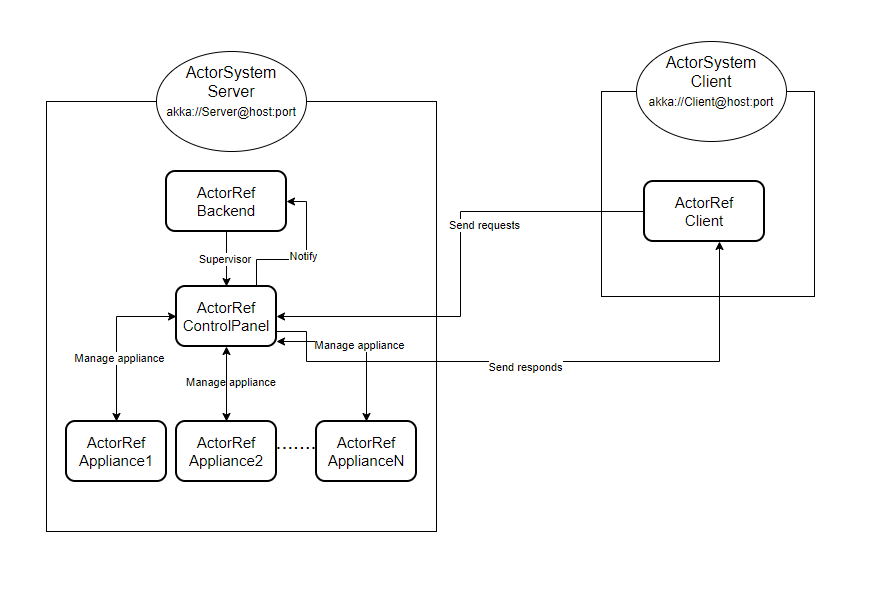 ActorSystem
Server
akka://Server@host:port
ActorSystem
Client
akka://Client@host:port
ActorRef
Backend
ActorRef
Client
Send requests
Supervisor
Notify
ActorRef
ControlPanel
Manage appliance
Manage appliance
Send responds
Manage appliance
ActorRef
Appliance1
ActorRef
Appliance2
.......
ActorRef
ApplianceN